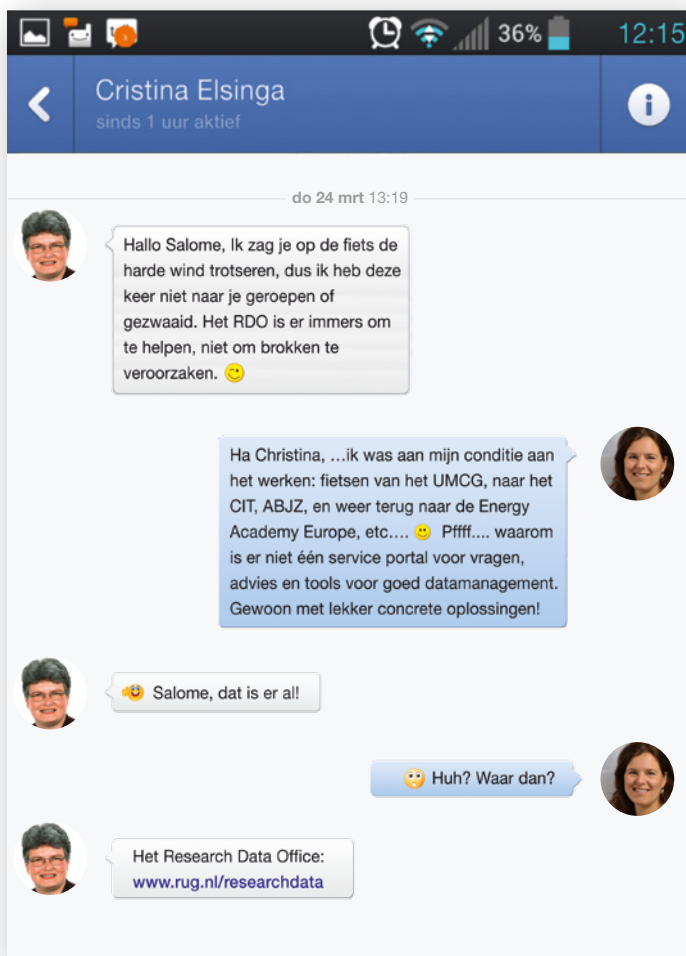 36% 12:15
Cristina Elsinga
sinds 1 uur aktief
do 24 mrt 13:19
Hallo Salome, Ik zag je op de fiets de
harde wind trotseren, dus ik heb deze
keer niet naar je geroepen of
gezwaaid. Het RDO is er immers om
te helpen, niet om brokken te
veroorzaken.
Ha Christina, …ik was aan mijn conditie aan
het werken: fietsen van het UMCG, naar het
CIT, ABJZ, en weer terug naar de Energy
Academy Europe, etc.... Pffff.... waarom
is er niet één service portal voor vragen,
advies en tools voor goed datamanagement.
Gewoon met lekker concrete oplossingen!
Salome, dat is er al!
Huh? Waar dan?
Het Research Data Office:
www.rug.nl/researchdata